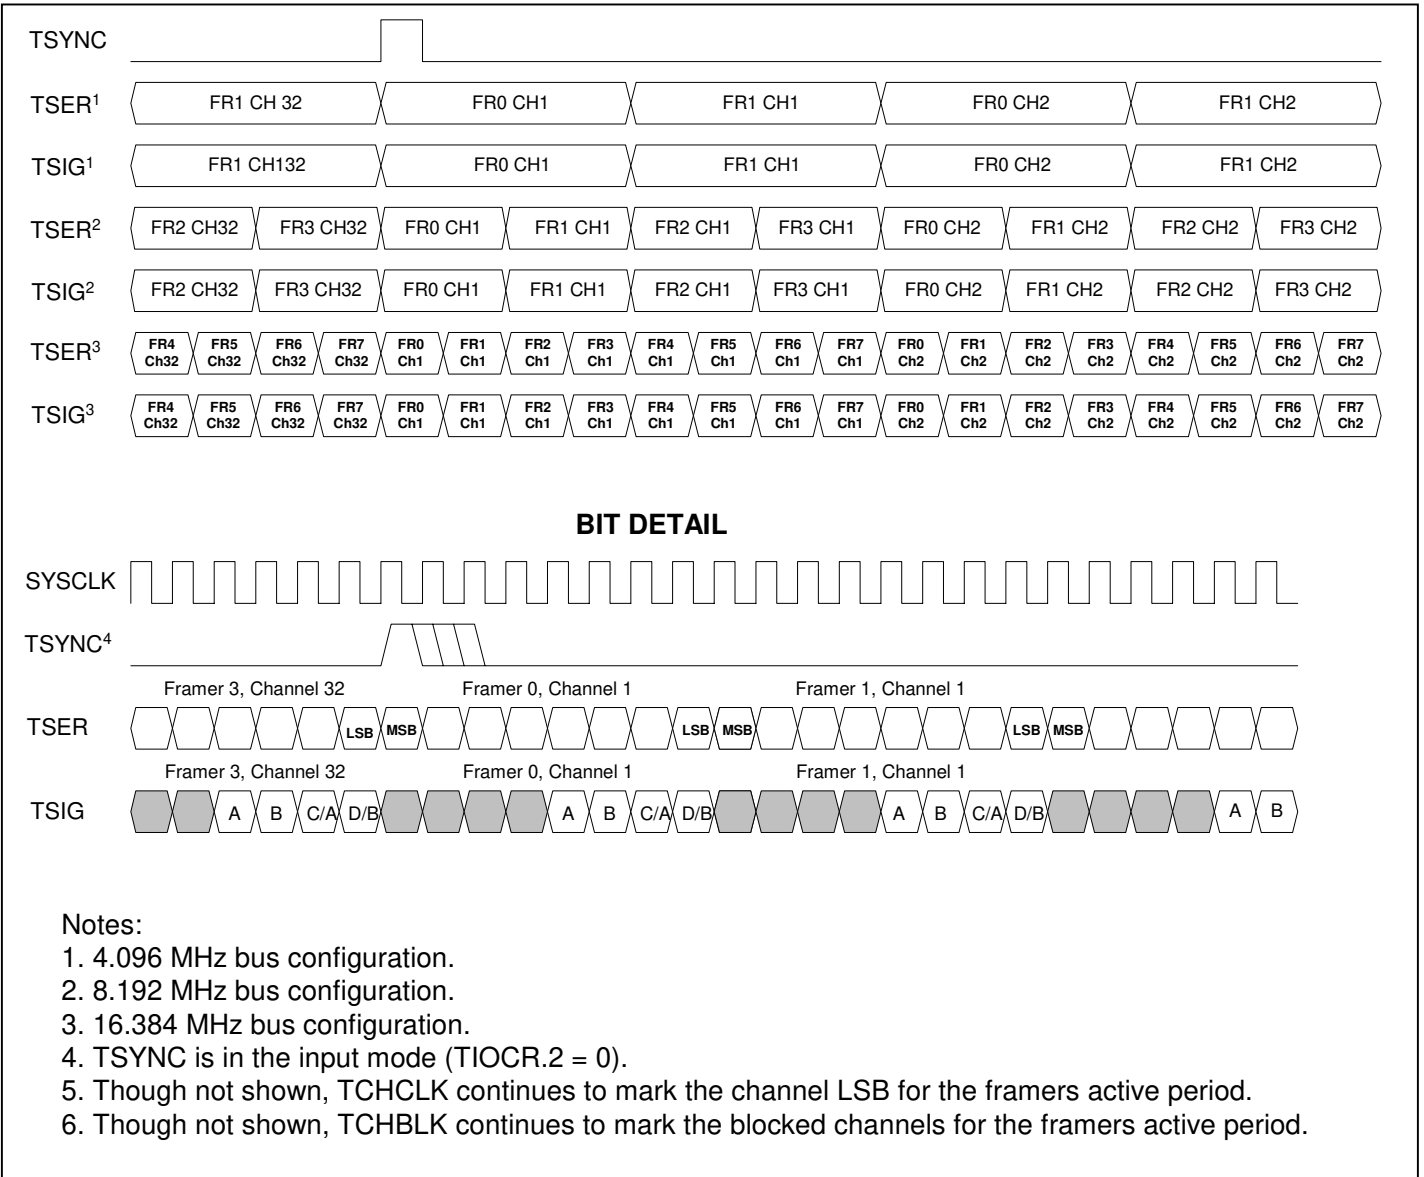 TSYNC
TSER¹ FR1 CH 32 FR0 CH1 FR1 CH1 FR0 CH2 FR1 CH2
TSIG¹ FR1 CH132 FR0 CH1 FR1 CH1 FR0 CH2 FR1 CH2
TSER² FR2 CH32 FR3 CH32 FR0 CH1 FR1 CH1 FR2 CH1 FR3 CH1 FR0 CH2 FR1 CH2 FR2 CH2 FR3 CH2
TSIG² FR2 CH32 FR3 CH32 FR0 CH1 FR1 CH1 FR2 CH1 FR3 CH1 FR0 CH2 FR1 CH2 FR2 CH2 FR3 CH2
FR4 FR5 FR6 FR7 FR0 FR1 FR2 FR3 FR4 FR5 FR6 FR7 FR0 FR1 FR2 FR3 FR4 FR5 FR6 FR7
TSER³ Ch32 Ch32 Ch32 Ch32 Ch1 Ch1 Ch1 Ch1 Ch1 Ch1 Ch1 Ch1 Ch2 Ch2 Ch2 Ch2 Ch2 Ch2 Ch2 Ch2
FR4 FR5 FR6 FR7 FR0 FR1 FR2 FR3 FR4 FR5 FR6 FR7 FR0 FR1 FR2 FR3 FR4 FR5 FR6 FR7
TSIG³ Ch32 Ch32 Ch32 Ch32 Ch1 Ch1 Ch1 Ch1 Ch1 Ch1 Ch1 Ch1 Ch2 Ch2 Ch2 Ch2 Ch2 Ch2 Ch2 Ch2
BIT DETAIL
SYSCLK
TSYNC⁴
Framer 3, Channel 32 Framer 0, Channel 1 Framer 1, Channel 1
TSER LSB MSB LSB MSB LSB MSB
Framer 3, Channel 32 Framer 0, Channel 1 Framer 1, Channel 1
TSIG A B C/A D/B A B C/A D/B A B C/A D/B A B
Notes:
1. 4.096 MHz bus configuration.
2. 8.192 MHz bus configuration.
3. 16.384 MHz bus configuration.
4. TSYNC is in the input mode (TIOCR.2 = 0).
5. Though not shown, TCHCLK continues to mark the channel LSB for the framers active period.
6. Though not shown, TCHBLK continues to mark the blocked channels for the framers active period.